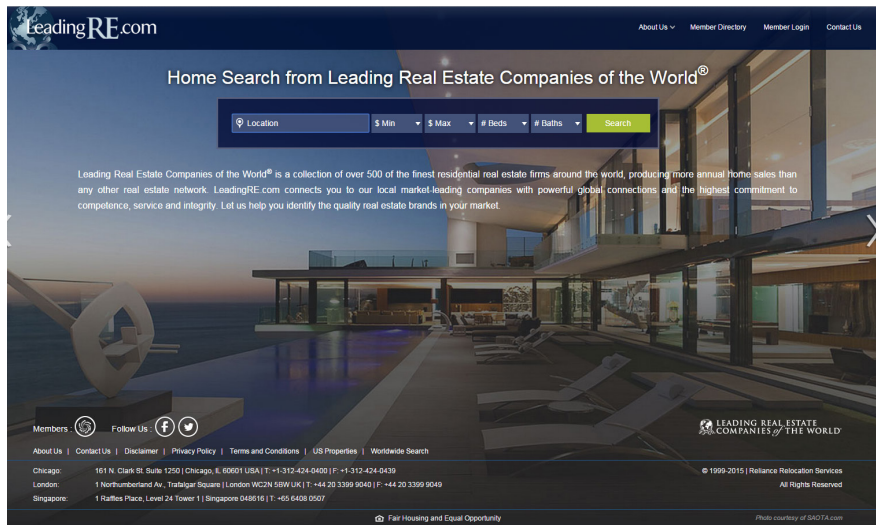 LeadingRE.com
About Us Member Directory Member Login Contact Us
Home Search from Leading Real Estate Companies of the World®
Location $ Min $ Max # Beds # Baths Search
Leading Real Estate Companies of the World® is a collection of over 500 of the finest residential real estate firms around the world, producing more annual home sales than
any other real estate network. LeadingRE.com connects you to our local market-leading companies with powerful global connections and the highest commitment to
competence, service and integrity. Let us help you identify the quality real estate brands in your market.
Members : Follow Us :
LEADING REAL ESTATE
COMPANIES of THE WORLD
About Us | Contact Us | Disclaimer | Privacy Policy | Terms and Conditions | US Properties | Worldwide Search
Chicago: 161 N. Clark St. Suite 1250 | Chicago, IL 60601 USA | T: +1-312-424-0400 | F: +1-312-424-0439
© 1999-2015 | Reliance Relocation Services
London: 1 Northumberland Av., Trafalgar Square | London WC2N 5BW UK | T: +44 20 3399 9040 | F: +44 20 3399 9049
All Rights Reserved
Singapore: 1 Raffles Place, Level 24 Tower 1 | Singapore 048616 | T: +65 6408 0507
Fair Housing and Equal Opportunity
Photo courtesy of SAOTA.com